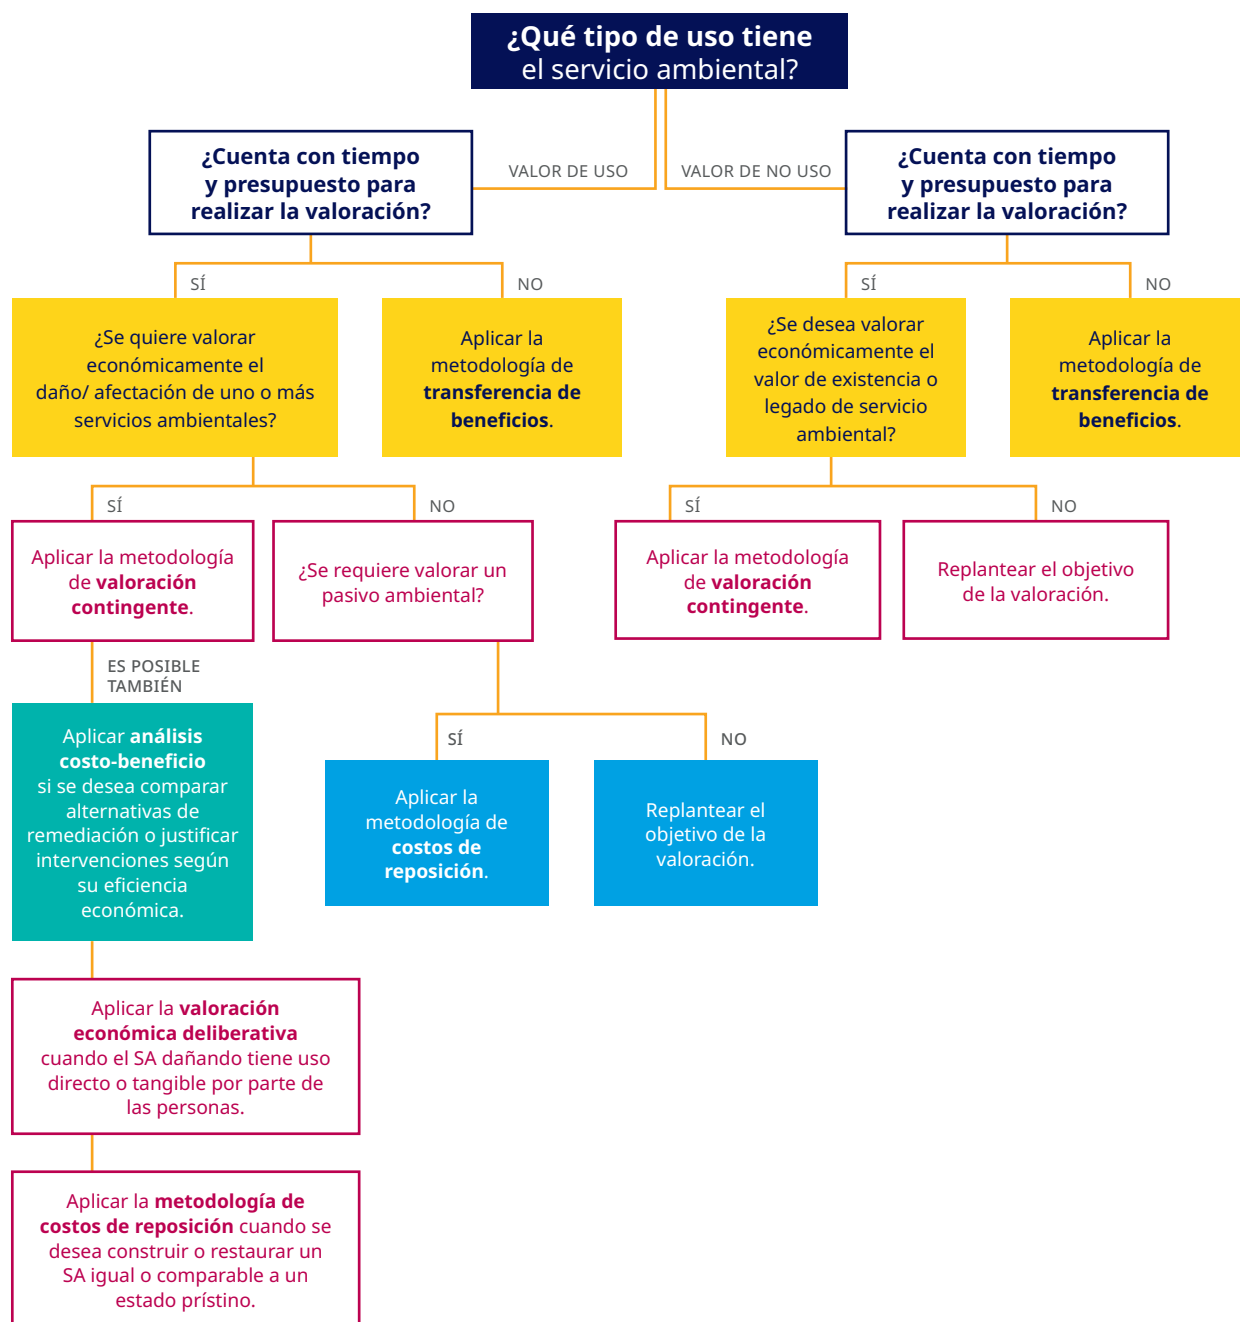 ¿Qué tipo de uso tiene
el servicio ambiental?
¿Cuenta con tiempo
y presupuesto para
realizar la valoración?
VALOR DE USO
VALOR DE NO USO
¿Cuenta con tiempo
y presupuesto para
realizar la valoración?
SÍ
NO
SÍ
NO
¿Se quiere valorar
económicamente el
daño/ afectación de uno o más
servicios ambientales?
Aplicar la
metodología de
transferencia de
beneficios.
¿Se desea valorar
económicamente el
valor de existencia o
legado de servicio
ambiental?
Aplicar la
metodología de
transferencia de
beneficios.
SÍ
NO
SÍ
NO
Aplicar la metodología
de valoración
contingente.
¿Se requiere valorar un
pasivo ambiental?
Aplicar la metodología
de valoración
contingente.
Replantear el objetivo
de la valoración.
ES POSIBLE
TAMBIÉN
SÍ
NO
Aplicar análisis
costo-beneficio
si se desea comparar
alternativas de
remediación o justificar
intervenciones según
su eficiencia
económica.
Aplicar la
metodología de
costos de
reposición.
Replantear el
objetivo de la
valoración.
Aplicar la valoración
económica deliberativa
cuando el SA dañando tiene uso
directo o tangible por parte de
las personas.
Aplicar la metodología de
costos de reposición cuando se
desea construir o restaurar un
SA igual o comparable a un
estado prístino.